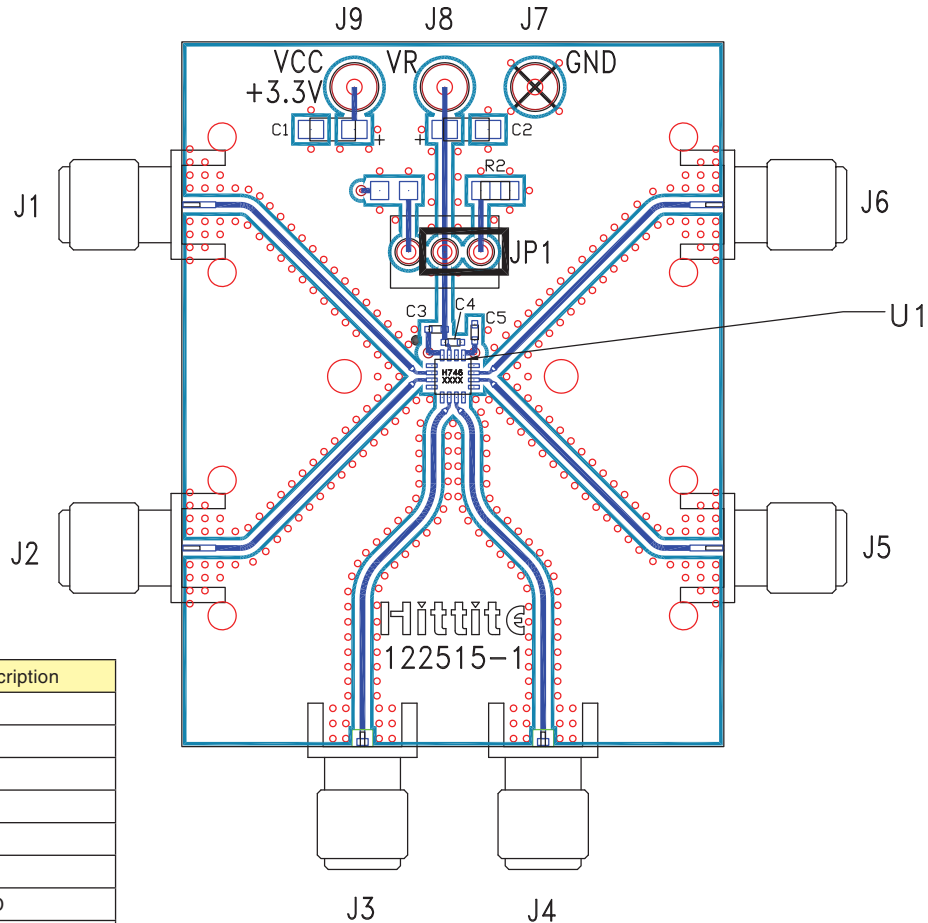 J9 J8 J7
VCC VR GND
+3.3V
C1 + + C2
R2
J1 J6
JP1
C3 C4 C5
U1
H746
XXXX
J2 J5
Hittite
122515-1
cription
J3 J4